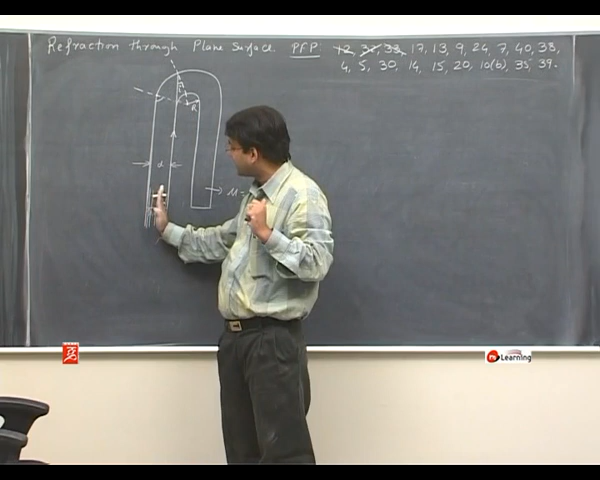 Refraction through Plane Surface PFP: 12, 32, 33, 17, 13, 9, 24, 7, 40, 38,
4, 5, 30, 14, 15, 20, 10(b), 35, 39.
R
d
Learning